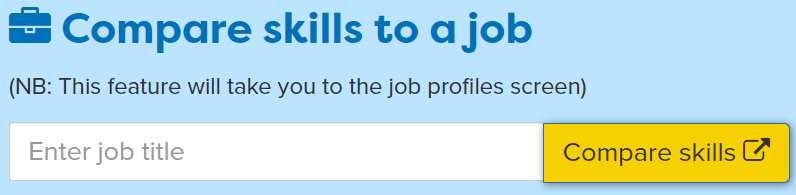 Compare skills to a job
(NB: This feature will take you to the job profiles screen)
Enter job title
Compare skills